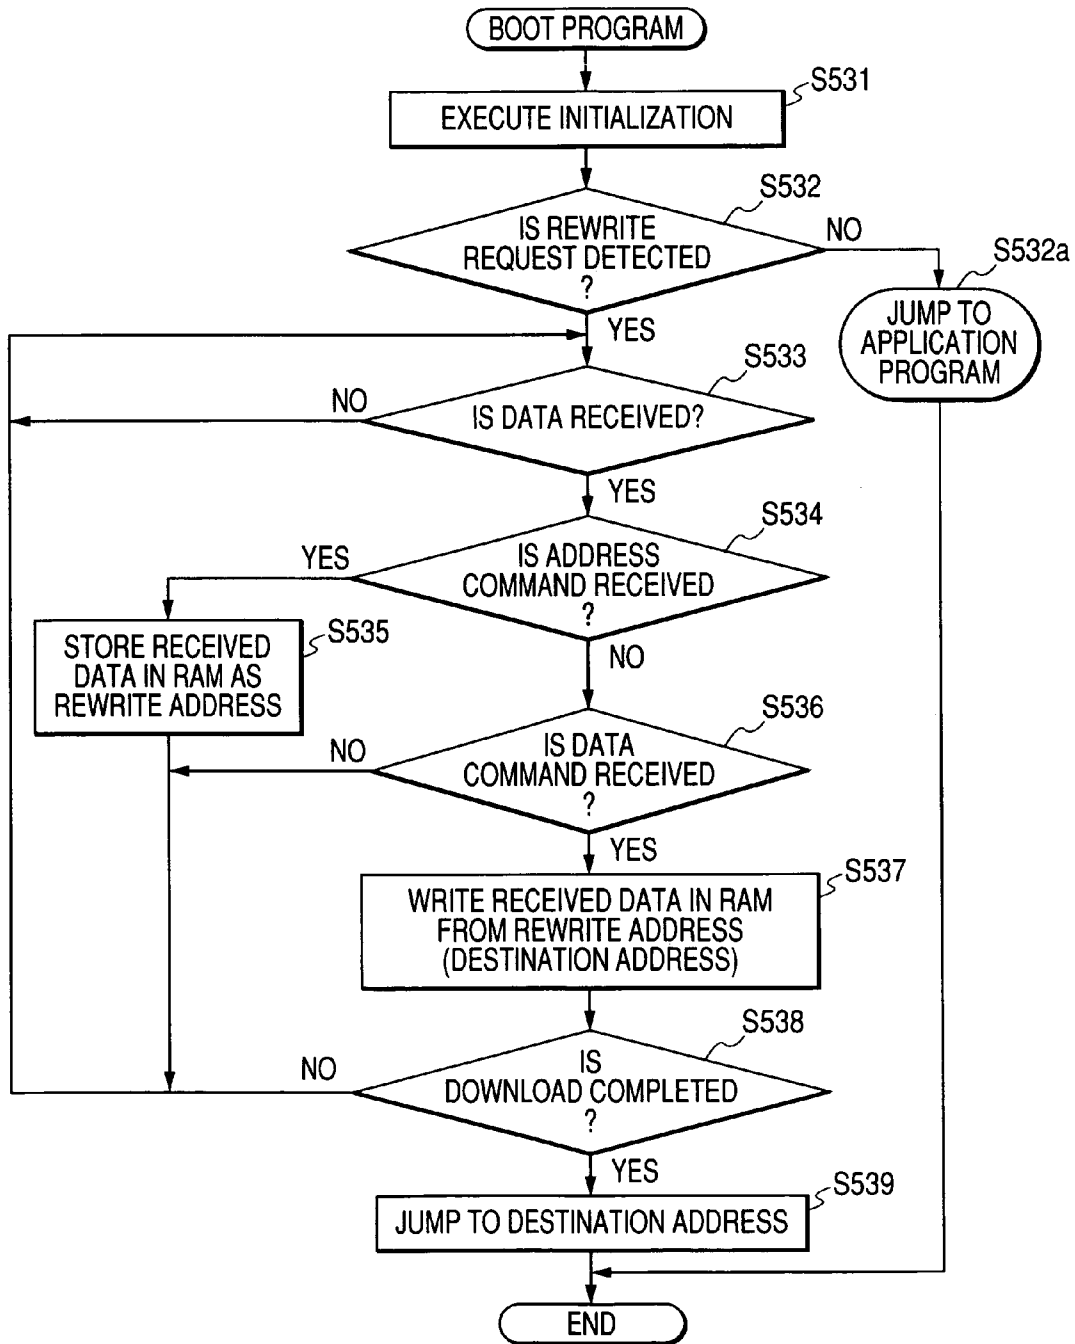 BOOT PROGRAM
S531
EXECUTE INITIALIZATION
S532
IS REWRITE
REQUEST DETECTED
?
NO
S532a
JUMP TO
APPLICATION
PROGRAM
YES
S533
NO
IS DATA RECEIVED?
YES
S534
YES
IS ADDRESS
COMMAND RECEIVED
?
S535
STORE RECEIVED
DATA IN RAM AS
REWRITE ADDRESS
NO
S536
NO
IS DATA
COMMAND RECEIVED
?
YES
S537
WRITE RECEIVED DATA IN RAM
FROM REWRITE ADDRESS
(DESTINATION ADDRESS)
S538
NO
IS
DOWNLOAD COMPLETED
?
YES
S539
JUMP TO DESTINATION ADDRESS
END